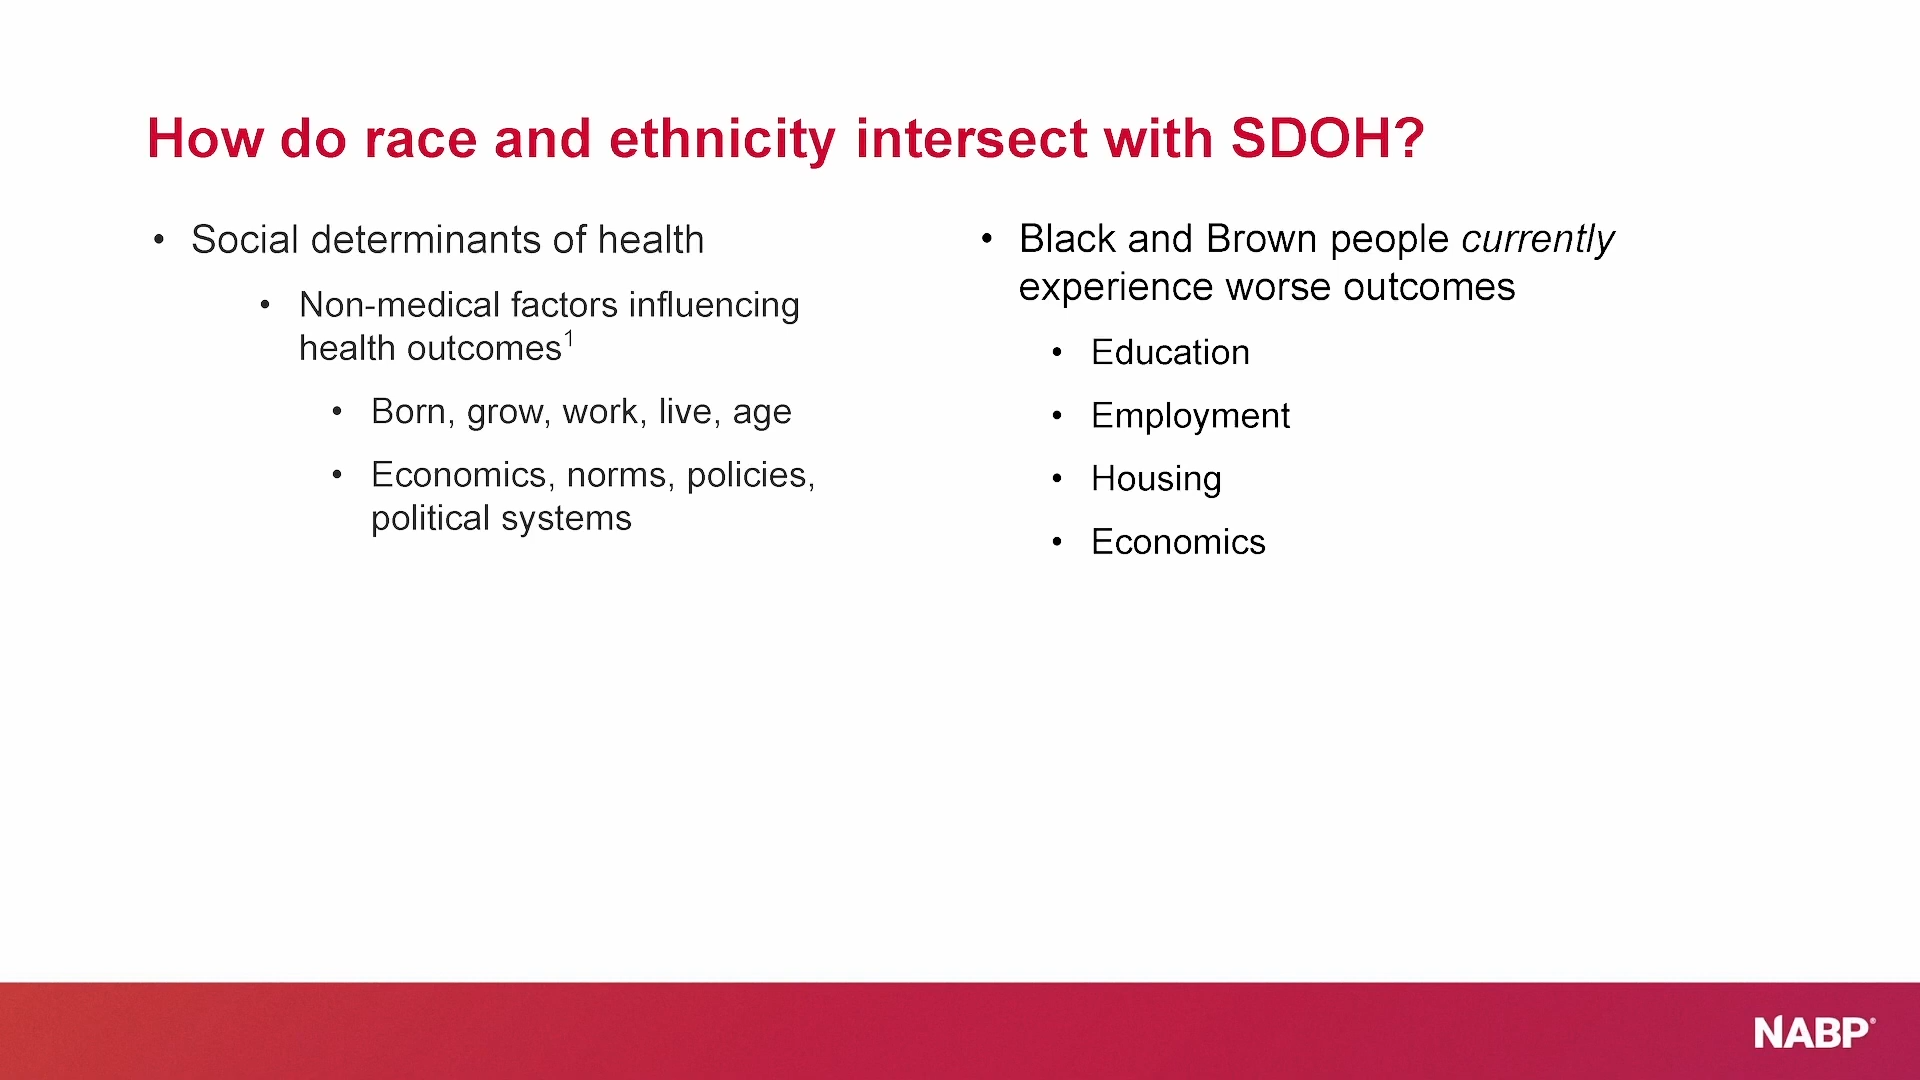 How do race and ethnicity intersect with SDOH?
• Social determinants of health
• Non-medical factors influencing
health outcomes1
• Born, grow, work, live, age
• Economics, norms, policies,
political systems
• Black and Brown people currently
experience worse outcomes
• Education
• Employment
• Housing
• Economics
NABP®